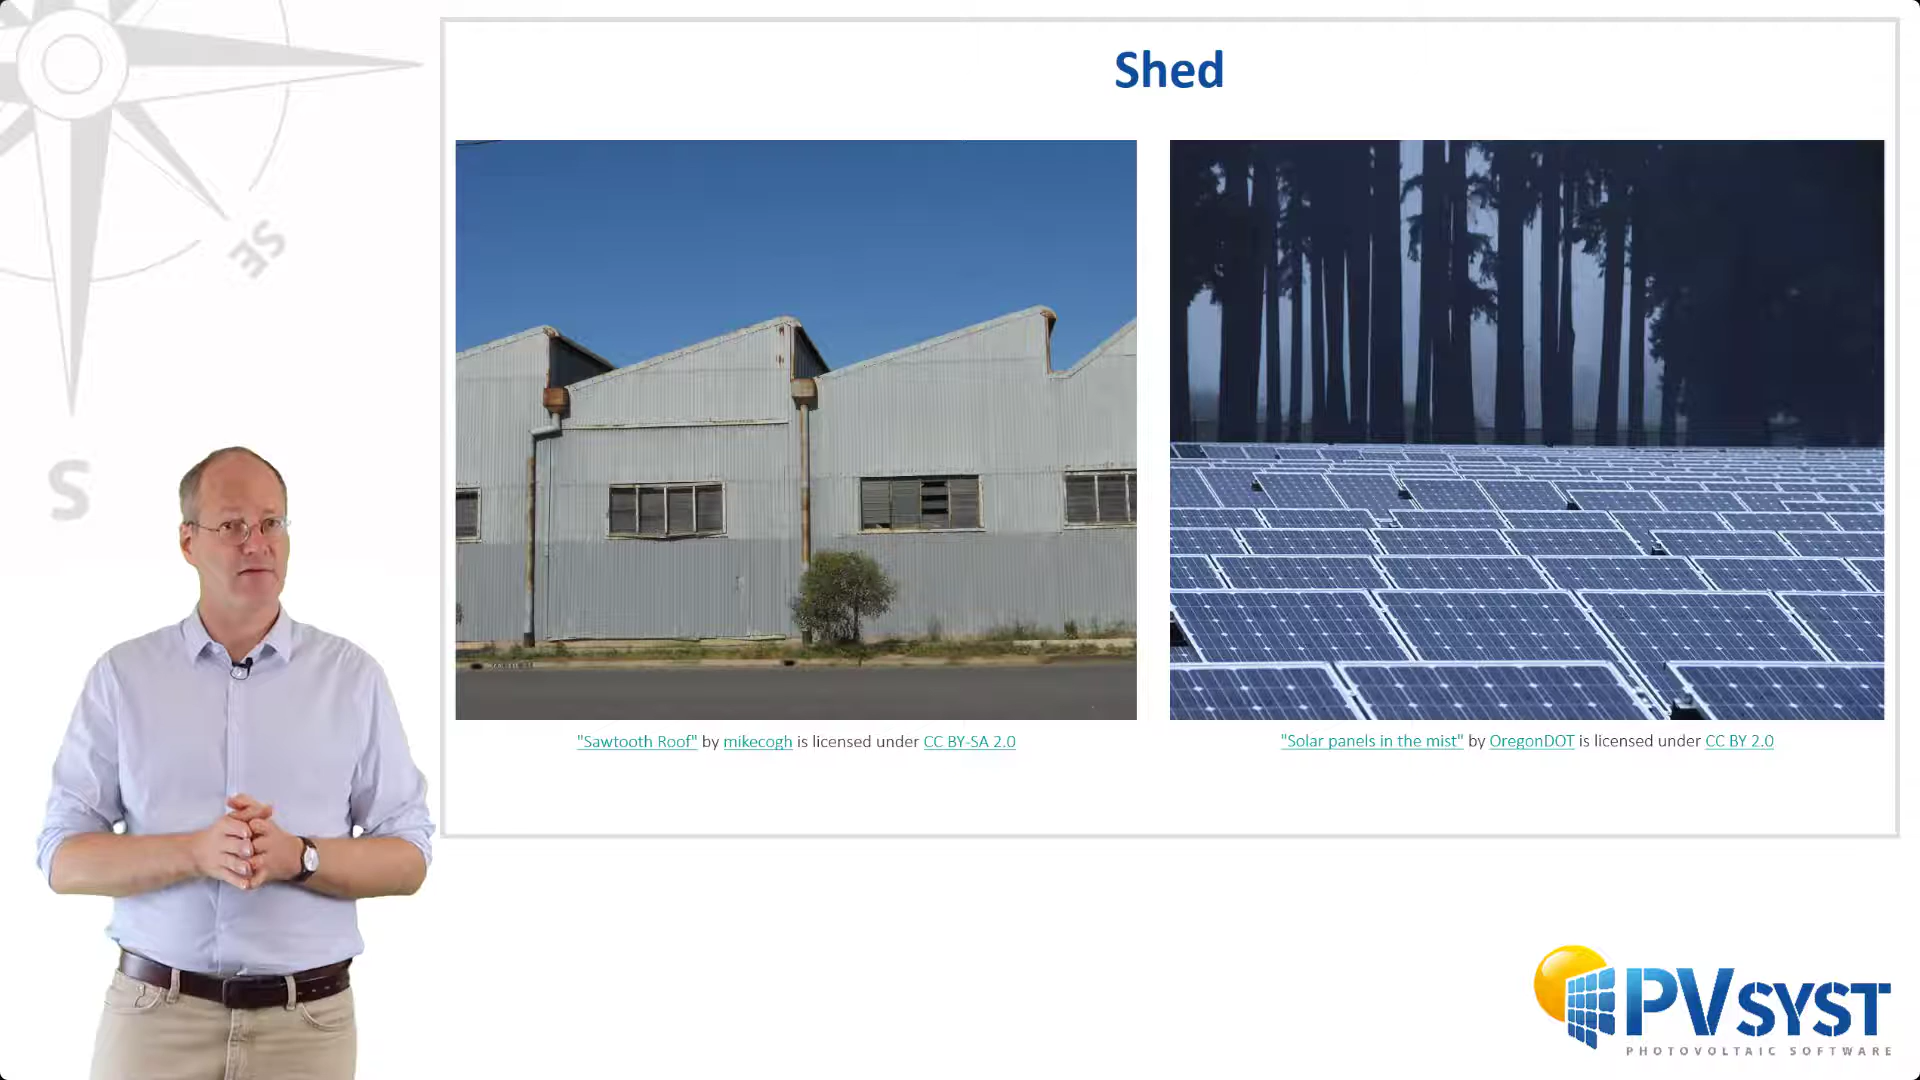 Shed
SE
S
"Sawtooth Roof" by mikecogh is licensed under CC BY-SA 2.0
"Solar panels in the mist" by OregonDOT is licensed under CC BY 2.0
PVSYST
PHOTOVOLTAIC SOFTWARE